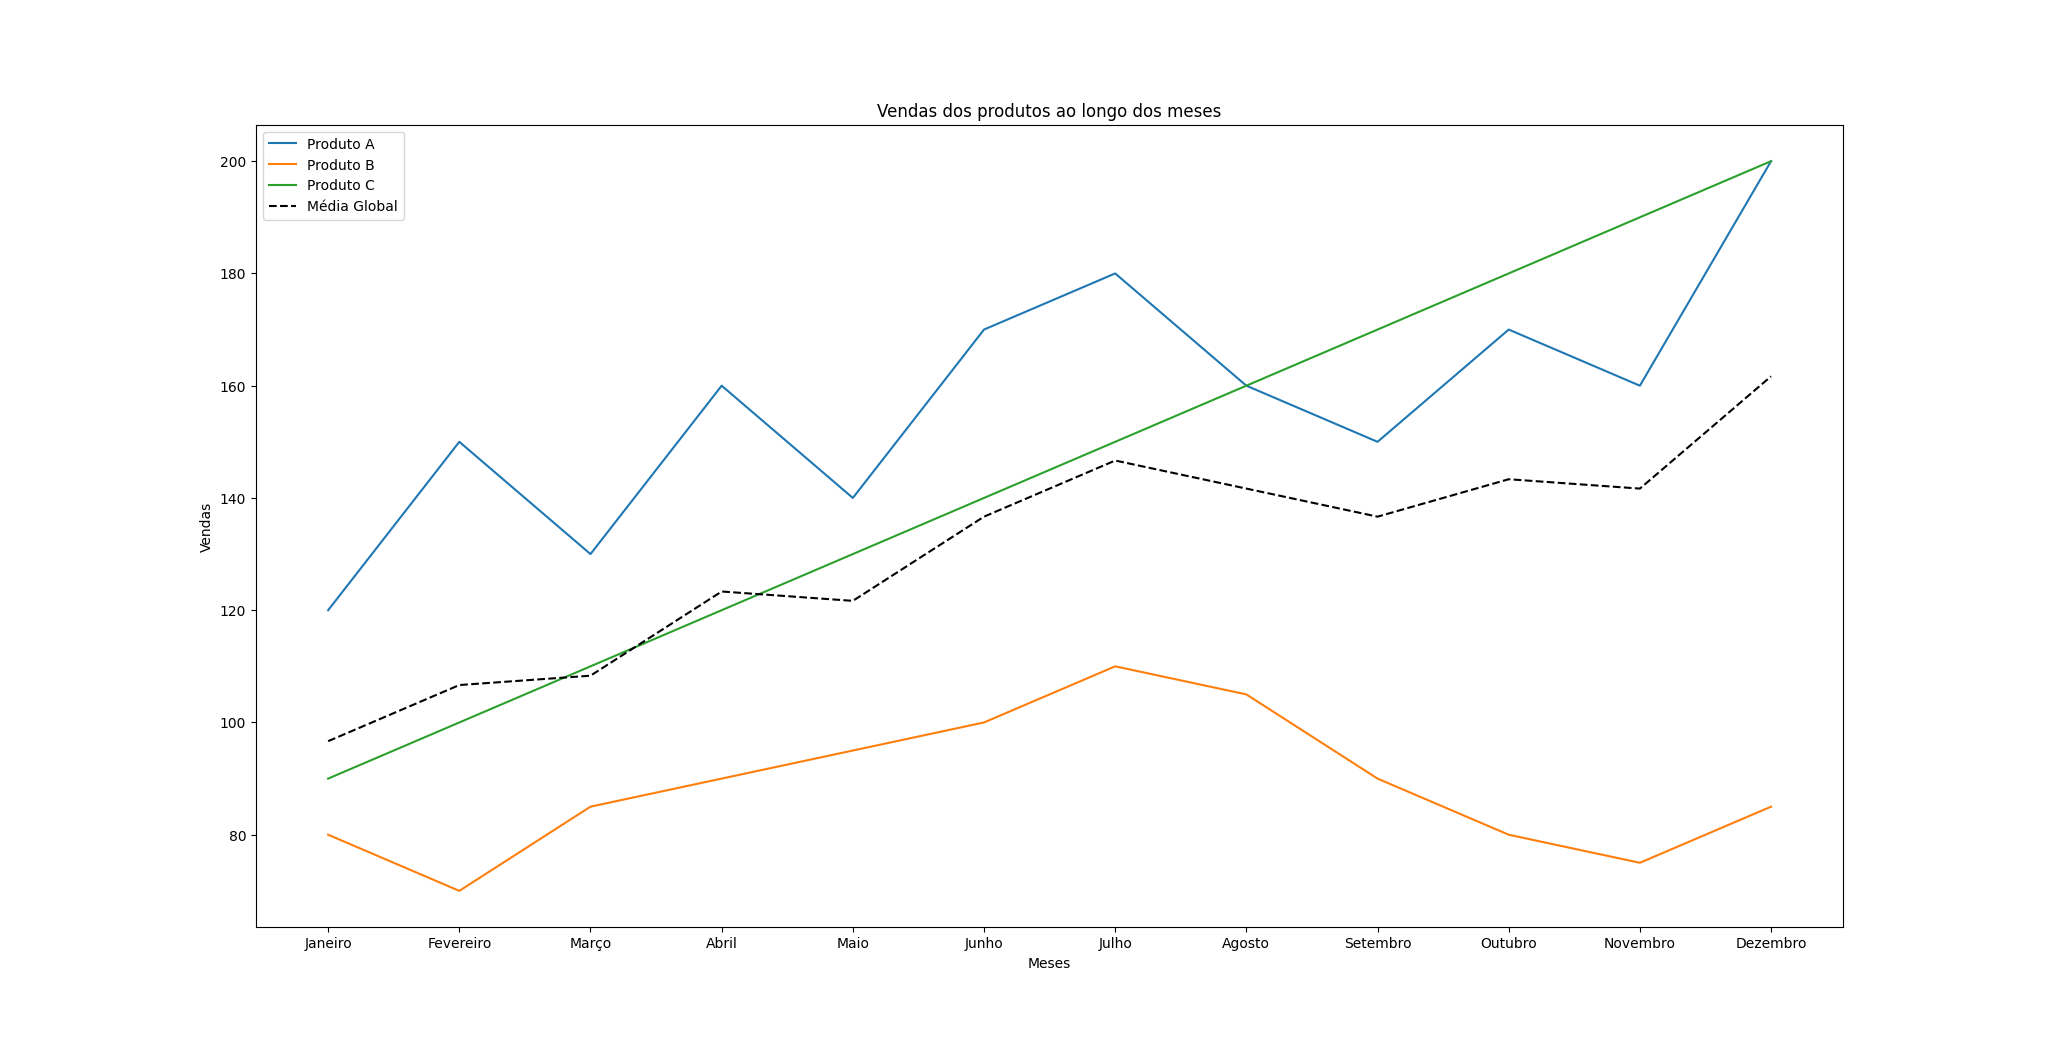 Vendas dos produtos ao longo dos meses
Produto A
Produto B
Produto C
Média Global
200
180
160
140
120
100
80
Vendas
Janeiro Fevereiro Março Abril Maio Junho Julho Agosto Setembro Outubro Novembro Dezembro
Meses